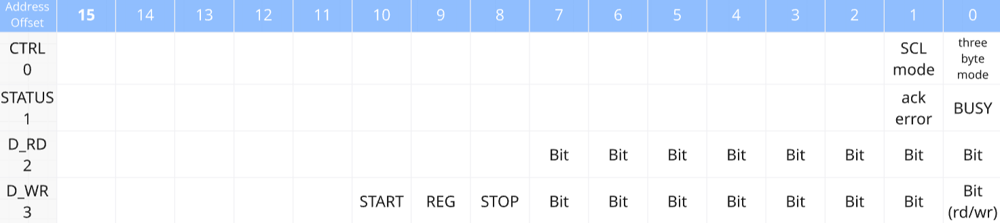 Address Offset 15 14 13 12 11 10 9 8 7 6 5 4 3 2 1 0
CTRL 0 SCL mode three byte mode
STATUS 1 ack error BUSY
D_RD 2 Bit Bit Bit Bit Bit Bit Bit Bit
D_WR 3 START REG STOP Bit Bit Bit Bit Bit Bit Bit Bit (rd/wr)